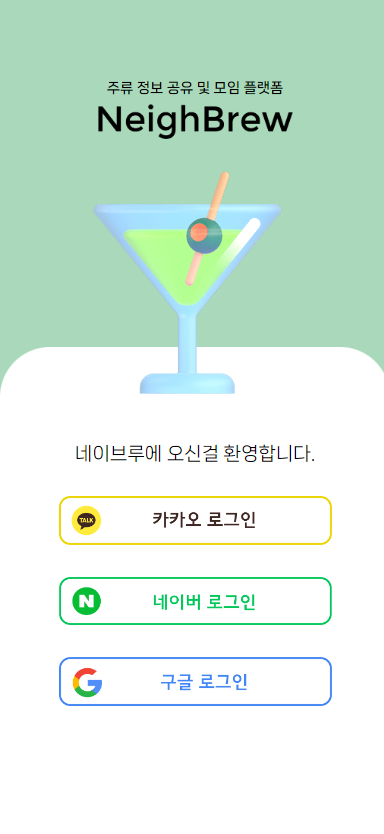 주류 정보 공유 및 모임 플랫폼
NeighBrew
네이브루에 오신걸 환영합니다.
TALK 카카오 로그인
N 네이버 로그인
G 구글 로그인